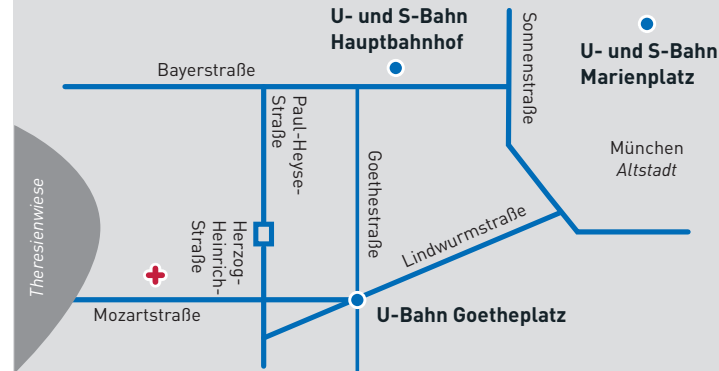 U- und S-Bahn
Hauptbahnhof
Sonnenstraße
U- und S-Bahn
Marienplatz
Bayerstraße
Paul-Heyse-
Straße
Goethestraße
München
Altstadt
Theresienwiese
Herzog-
Heinrich-
Straße
Lindwurmstraße
Mozartstraße
U-Bahn Goetheplatz